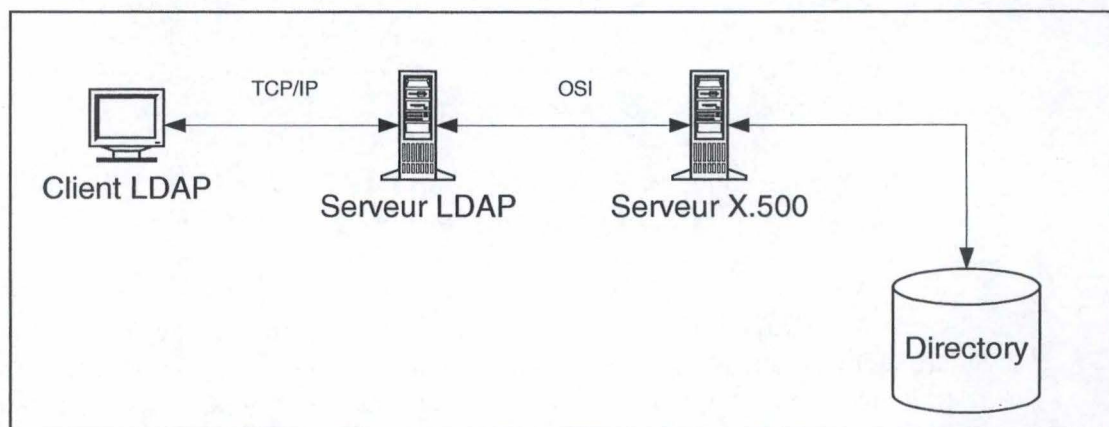 TCP/IP
OSI
Client LDAP
Serveur LDAP
Serveur X.500
Directory